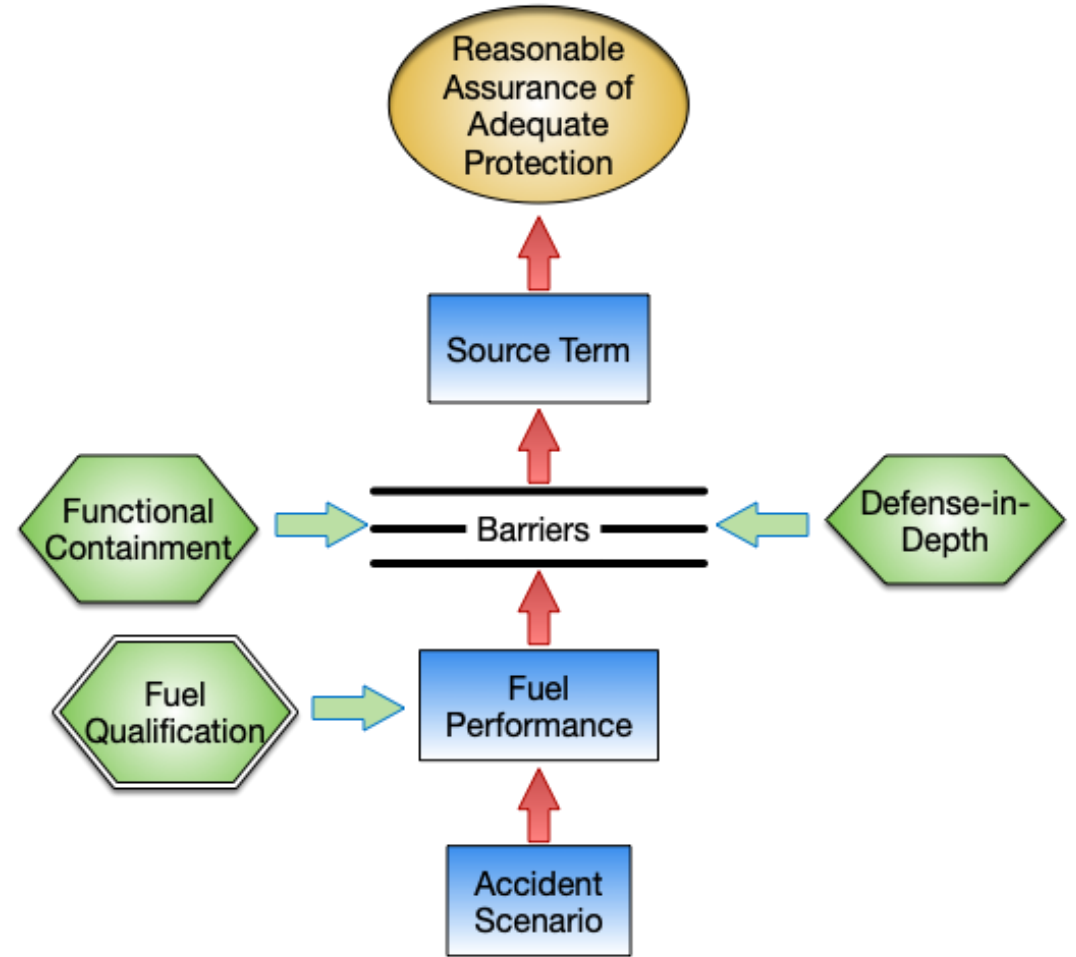 Reasonable
Assurance of
Adequate
Protection
Source Term
Functional
Containment
Barriers
Defense-in-
Depth
Fuel
Qualification
Fuel
Performance
Accident
Scenario